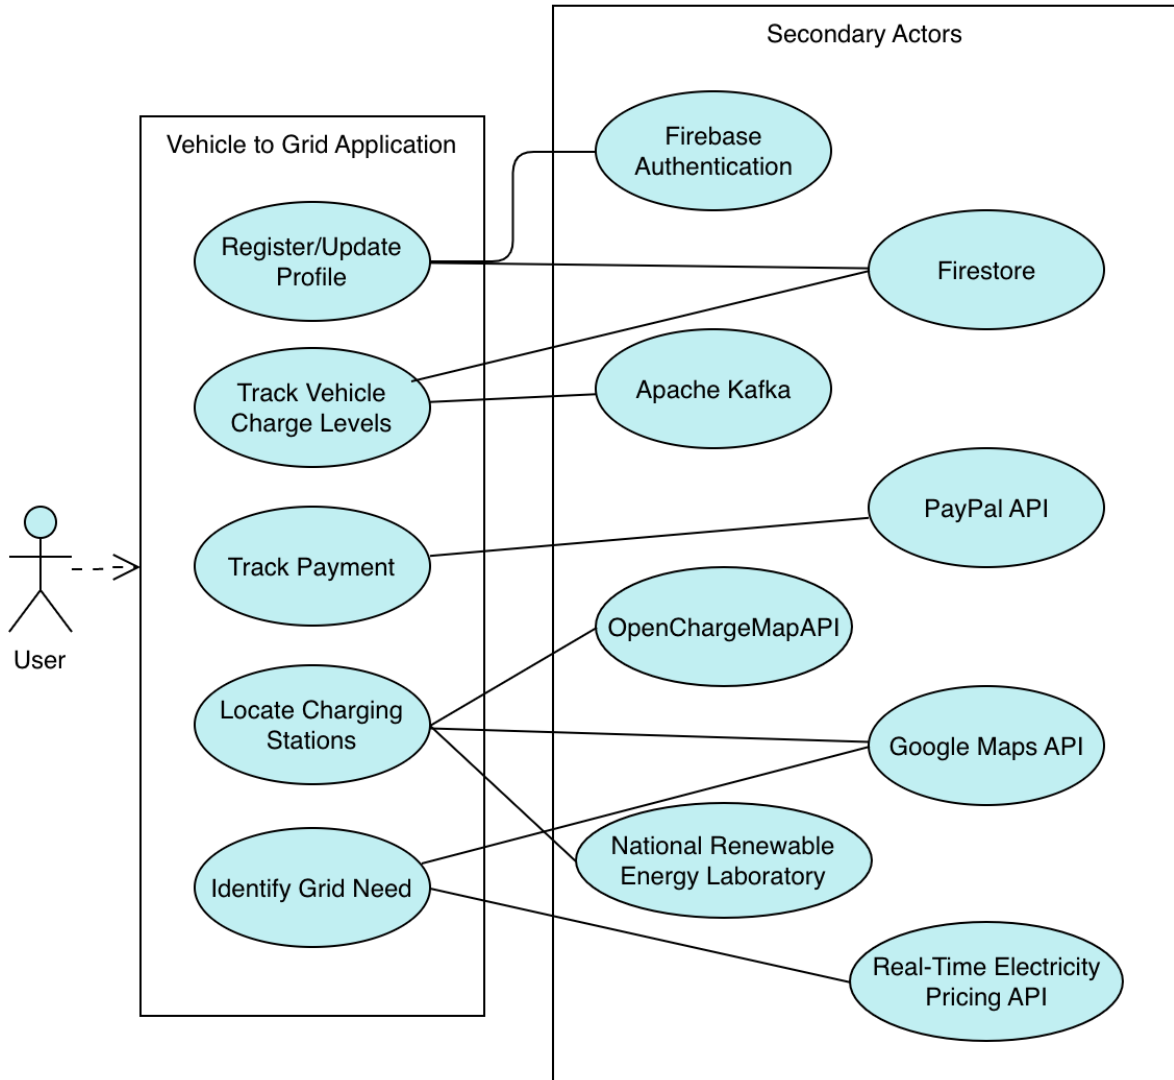 Secondary Actors
Vehicle to Grid Application
Firebase
Authentication
Register/Update
Profile
Firestore
Track Vehicle
Charge Levels
Apache Kafka
PayPal API
Track Payment
OpenChargeMapAPI
User
Locate Charging
Stations
Google Maps API
National Renewable
Energy Laboratory
Identify Grid Need
Real-Time Electricity
Pricing API